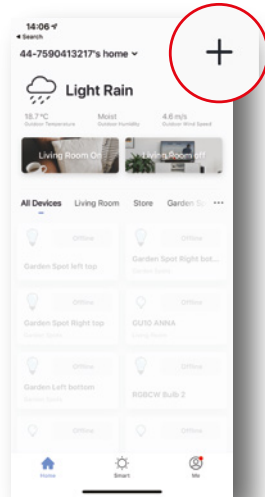 14:06
Search
44-7590413217's home
Light Rain
18.7 °C Moist 4.6 m/s
Outdoor Temperature Outdoor Humidity Outdoor Wind Speed
Living Room On Living Room off
All Devices Living Room Store Garden
Offline Offline
Garden Spot left top Garden Spot Right bot...
Offline Offline
Garden Spot Right top GU10 ANNA
Offline Offline
Garden Left bottom RGBCW Bulb 2
Offline Offline
Home Smart Me